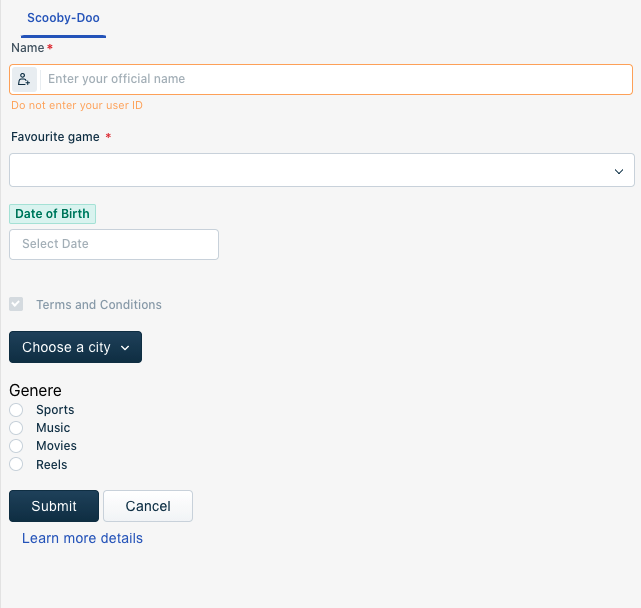 Scooby-Doo
Name*
Enter your official name
Do not enter your user ID
Favourite game *
Date of Birth
Select Date
Terms and Conditions
Choose a city
Genere
Sports
Music
Movies
Reels
Submit Cancel
Learn more details